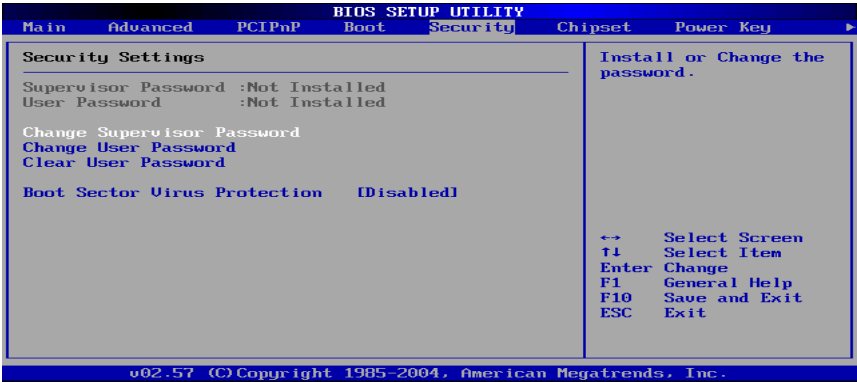 BIOS SETUP UTILITY
Main Advanced PCIPnP Boot Security Chipset Power Key
Security Settings
Supervisor Password :Not Installed
User Password :Not Installed
Change Supervisor Password
Change User Password
Clear User Password
Boot Sector Virus Protection [Disabled]
Install or Change the
password.
↔ Select Screen
↑↓ Select Item
Enter Change
F1 General Help
F10 Save and Exit
ESC Exit
v02.57 (C)Copyright 1985-2004, American Megatrends, Inc.